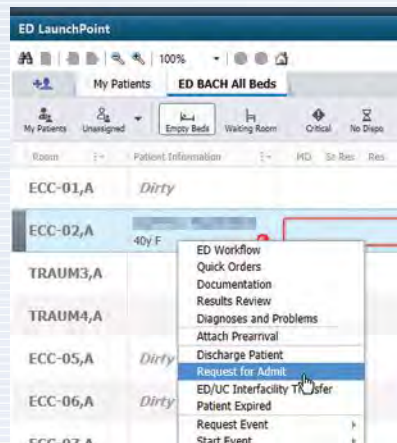 ED LaunchPoint
100%
My Patients ED BACH All Beds
My Patients Unassigned Empty Beds Waiting Room Critical No Dispo
Room Patient Information MD Sr Res Res
ECC-01,A Dirty
ECC-02,A
40y F
ED Workflow
Quick Orders
Documentation
Results Review
Diagnoses and Problems
Attach Prearrival
TRAUM3,A
TRAUM4,A
Discharge Patient
ECC-05,A Dirty
Request for Admit
ED/UC Interfacility Transfer
ECC-06,A Dirty
Patient Expired
Request Event
Start Event
ECC-07,A